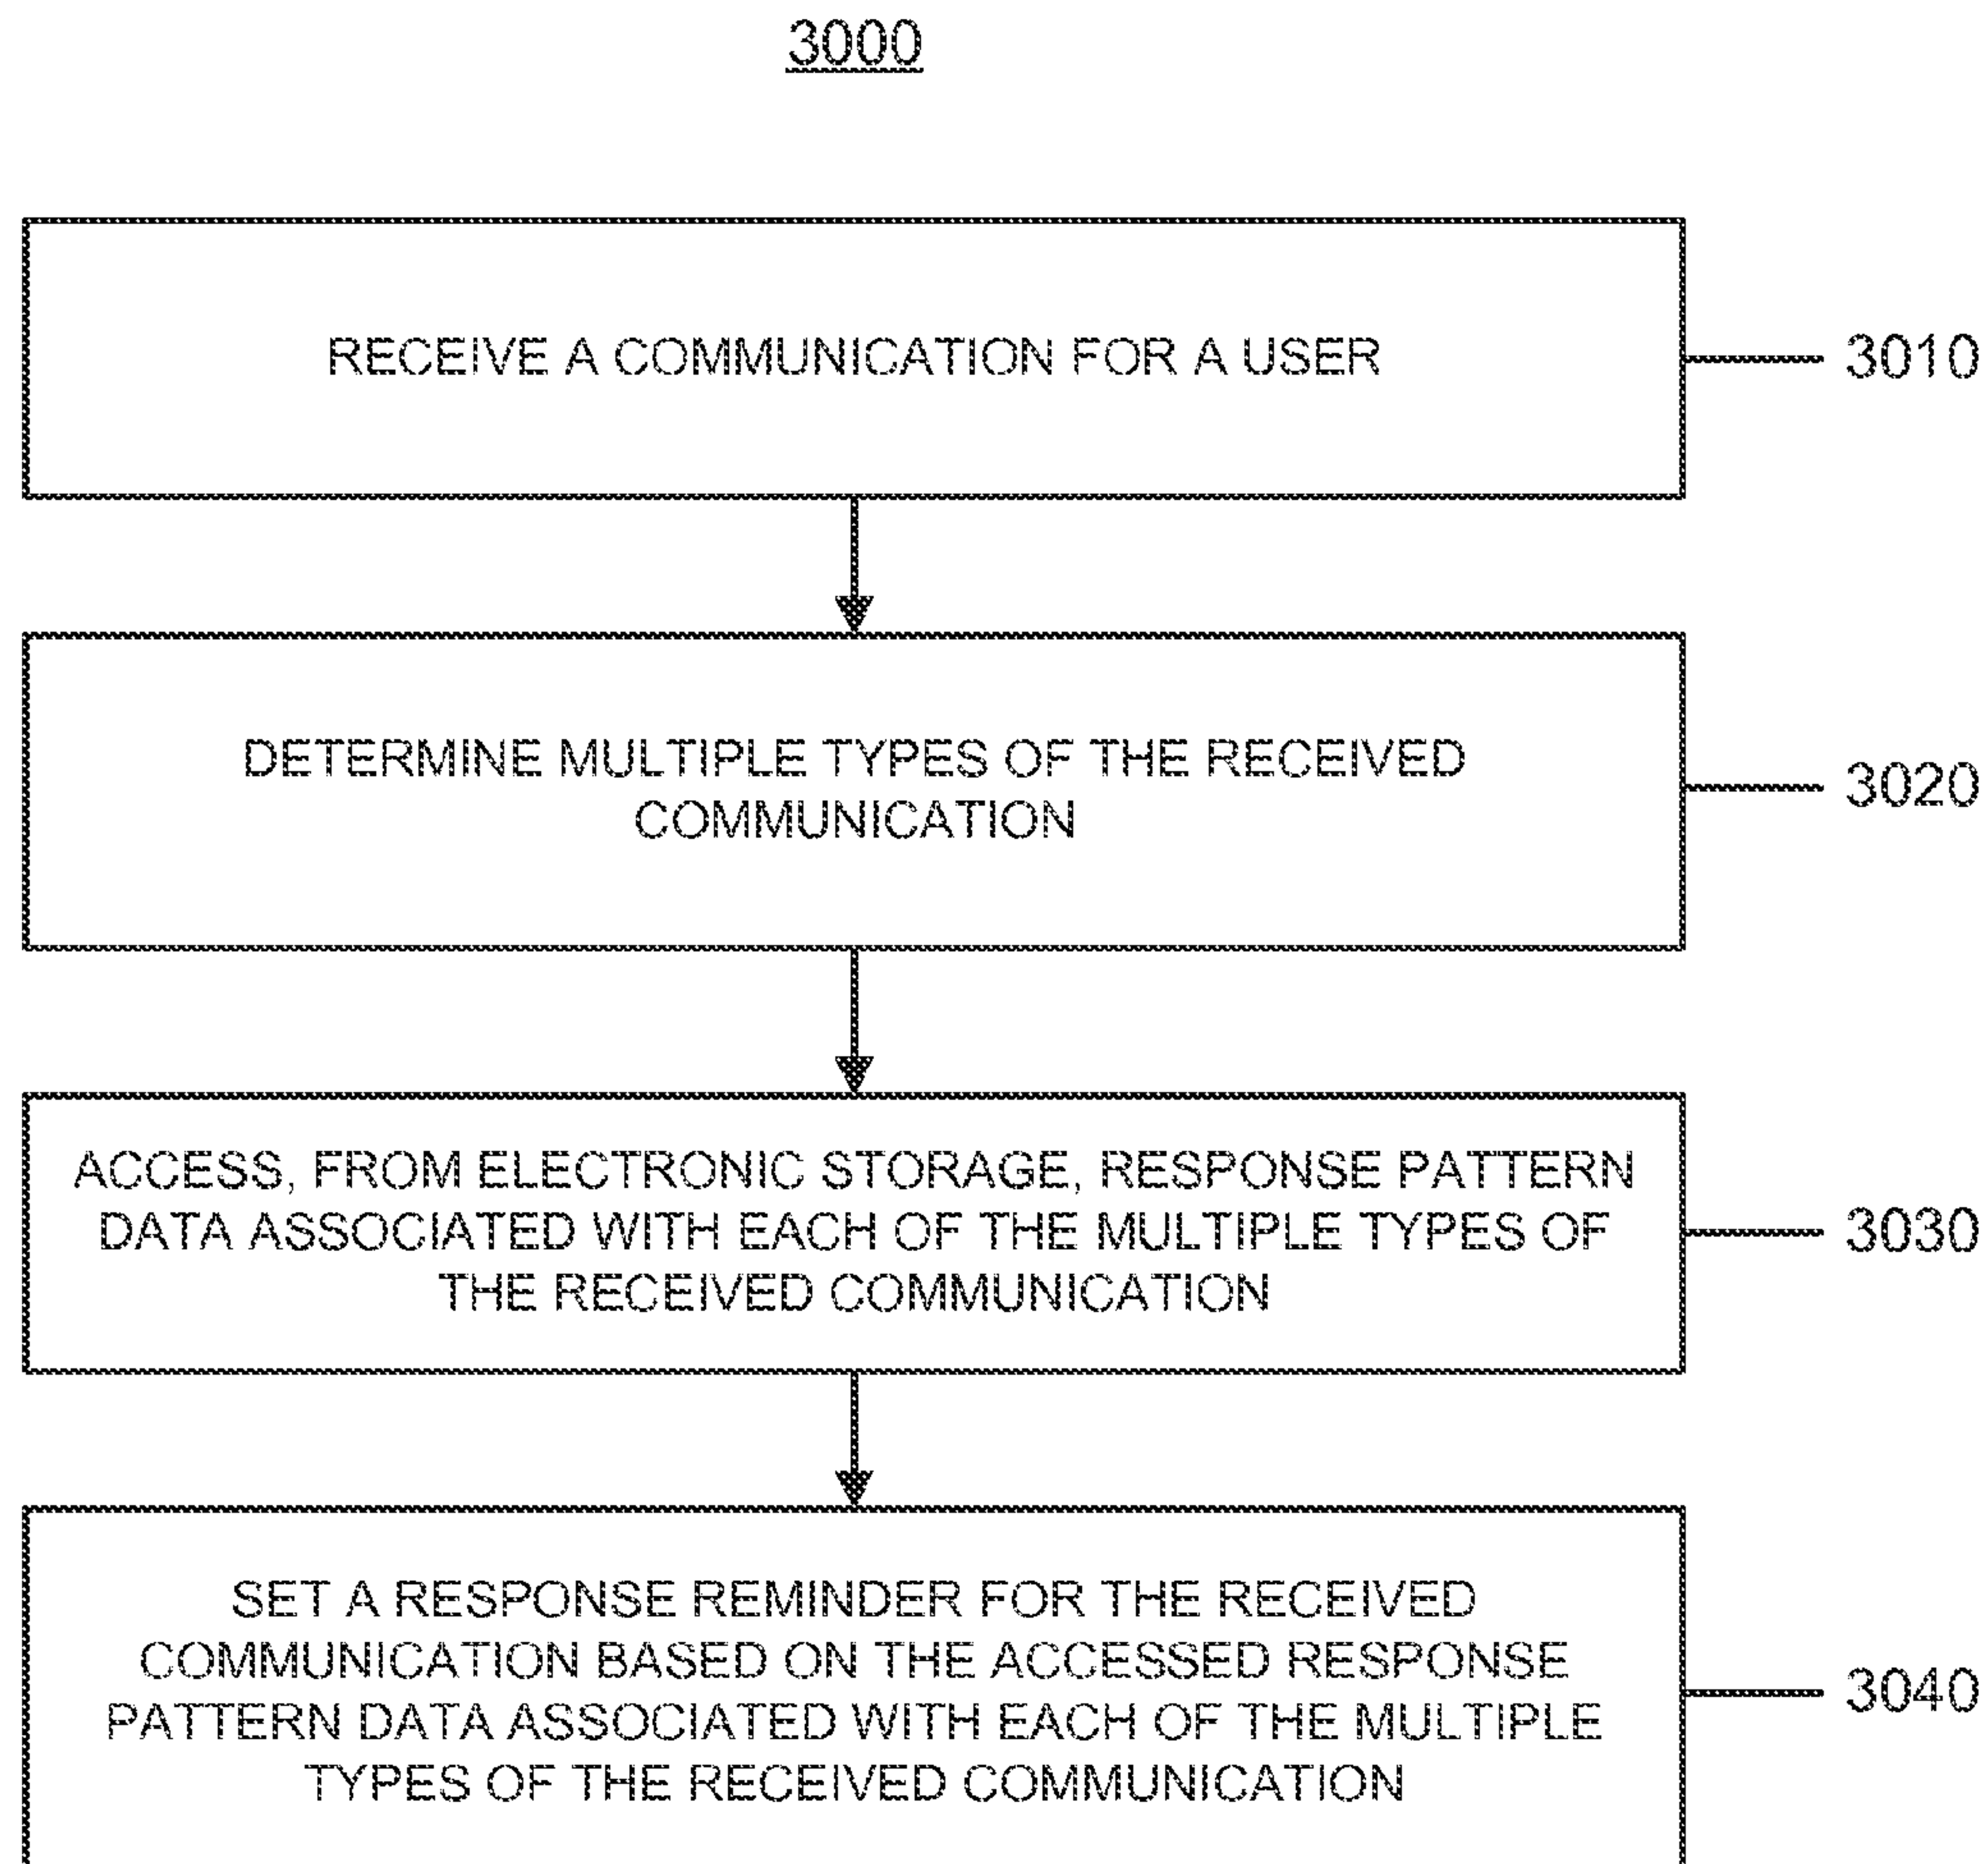 3000
RECEIVE A COMMUNICATION FOR A USER
3010
DETERMINE MULTIPLE TYPES OF THE RECEIVED
COMMUNICATION
3020
ACCESS, FROM ELECTRONIC STORAGE, RESPONSE PATTERN
DATA ASSOCIATED WITH EACH OF THE MULTIPLE TYPES OF
THE RECEIVED COMMUNICATION
3030
SET A RESPONSE REMINDER FOR THE RECEIVED
COMMUNICATION BASED ON THE ACCESSED RESPONSE
PATTERN DATA ASSOCIATED WITH EACH OF THE MULTIPLE
TYPES OF THE RECEIVED COMMUNICATION
3040